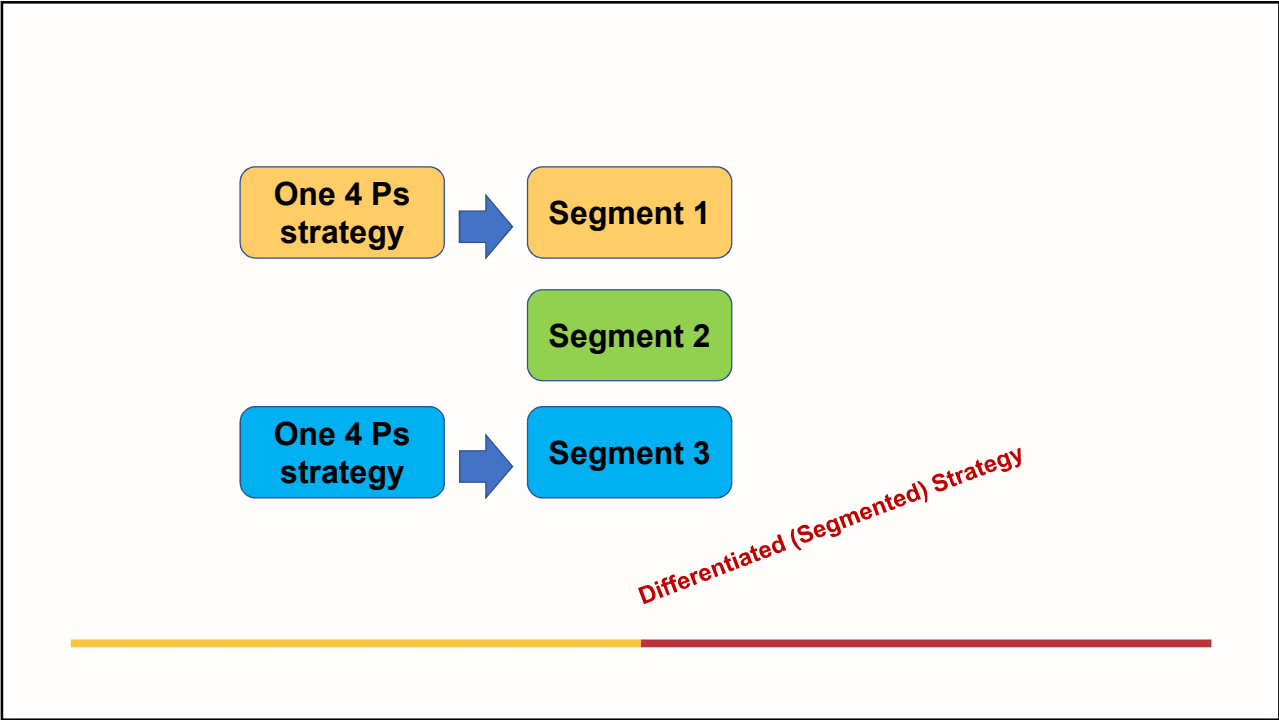 One 4 Ps
strategy
Segment 1
Segment 2
One 4 Ps
strategy
Segment 3
Differentiated (Segmented) Strategy